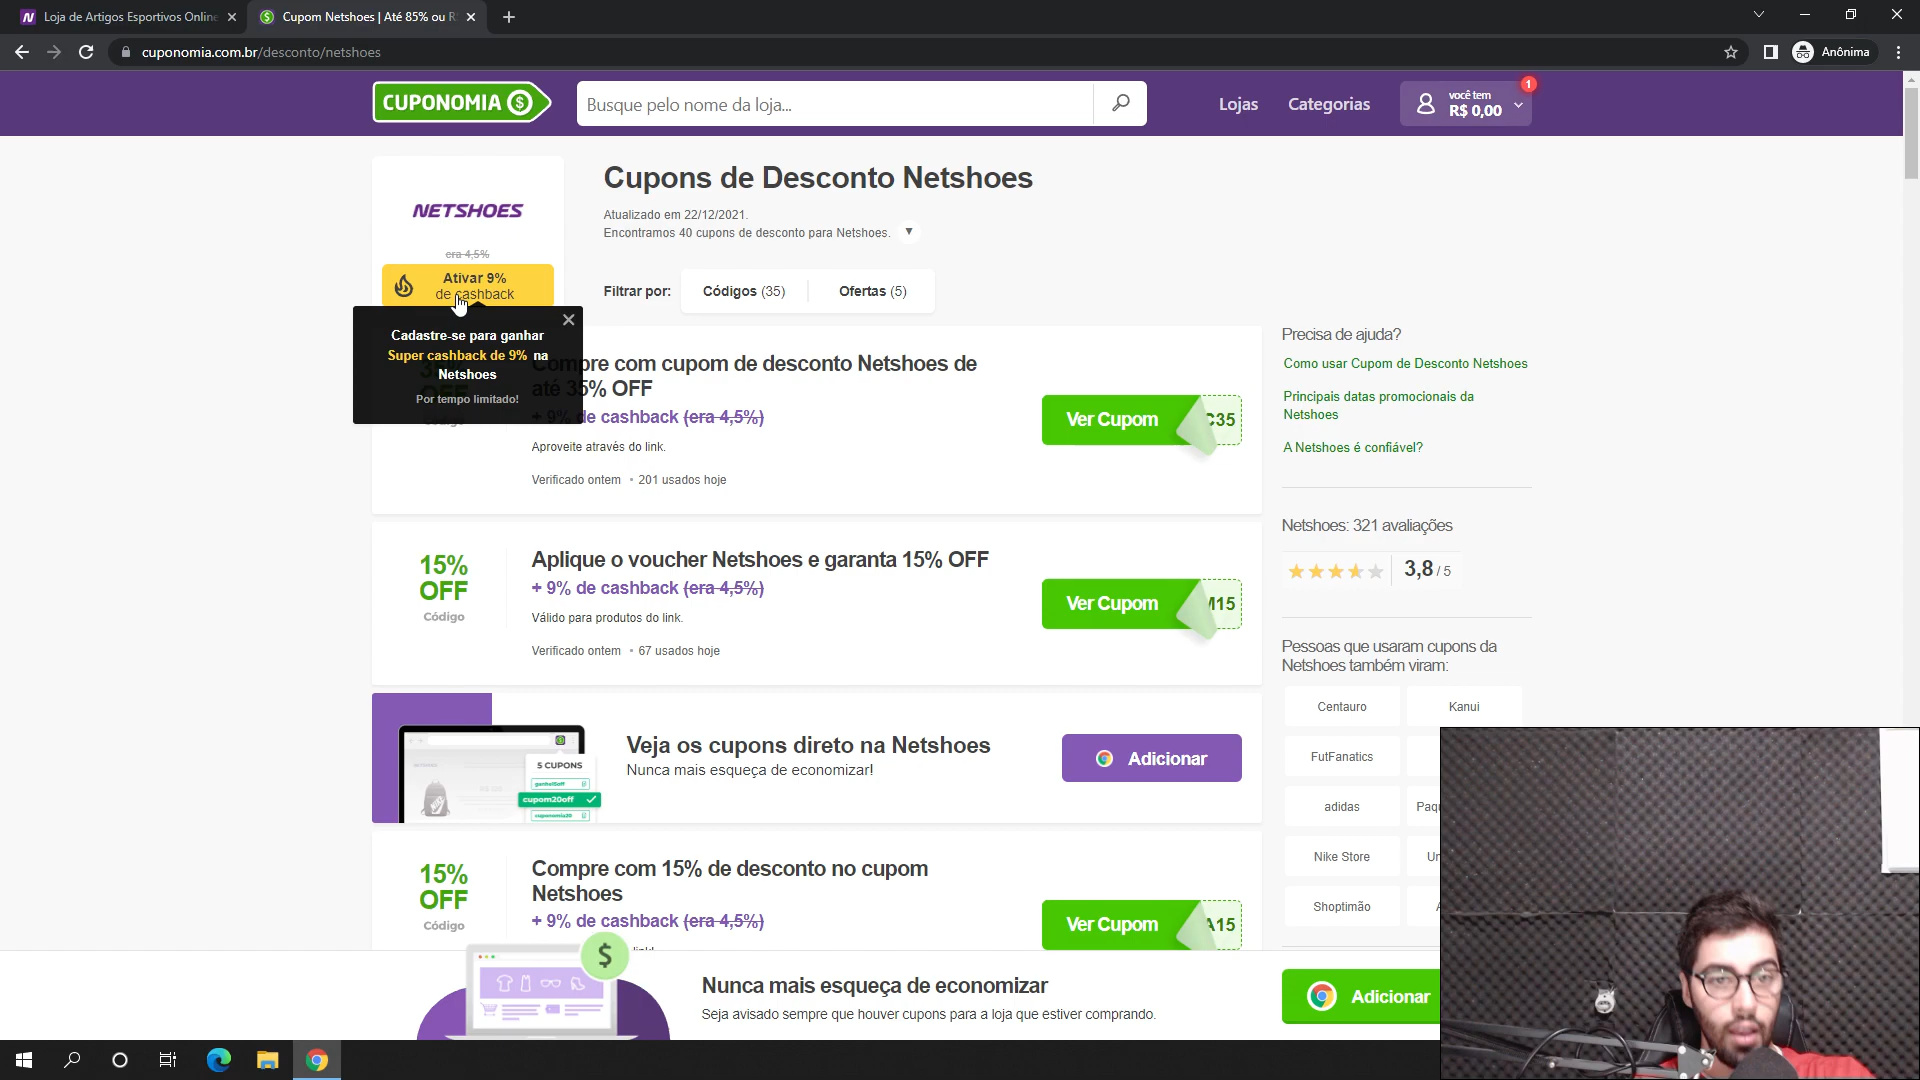 Loja de Artigos Esportivos Online
Cupom Netshoes | Até 85% ou R
cuponomia.com.br/desconto/netshoes
Anônima
CUPONOMIA $
Busque pelo nome da loja...
Lojas
Categorias
você tem
R$ 0,00
1
NETSHOES
era 4,5%
Ativar 9%
de cashback
Cupons de Desconto Netshoes
Atualizado em 22/12/2021.
Encontramos 40 cupons de desconto para Netshoes.
Filtrar por:
Códigos (35)
Ofertas (5)
Cadastre-se para ganhar
Super cashback de 9% na
Netshoes
Por tempo limitado!
Compre com cupom de desconto Netshoes de
até 35% OFF
+ 9% de cashback (era 4,5%)
Aproveite através do link.
Verificado ontem • 201 usados hoje
Ver Cupom
C35
Precisa de ajuda?
Como usar Cupom de Desconto Netshoes
Principais datas promocionais da
Netshoes
A Netshoes é confiável?
Netshoes: 321 avaliações
3,8 / 5
15%
OFF
Código
Aplique o voucher Netshoes e garanta 15% OFF
+ 9% de cashback (era 4,5%)
Válido para produtos do link.
Verificado ontem • 67 usados hoje
Ver Cupom
M15
Pessoas que usaram cupons da
Netshoes também viram:
Centauro
Kanui
FutFanatics
adidas
Paqu
Nike Store
Shoptimão
5 CUPONS
cupom20off
Veja os cupons direto na Netshoes
Nunca mais esqueça de economizar!
Adicionar
15%
OFF
Código
Compre com 15% de desconto no cupom
Netshoes
+ 9% de cashback (era 4,5%)
Ver Cupom
A15
Nunca mais esqueça de economizar
Seja avisado sempre que houver cupons para a loja que estiver comprando.
Adicionar